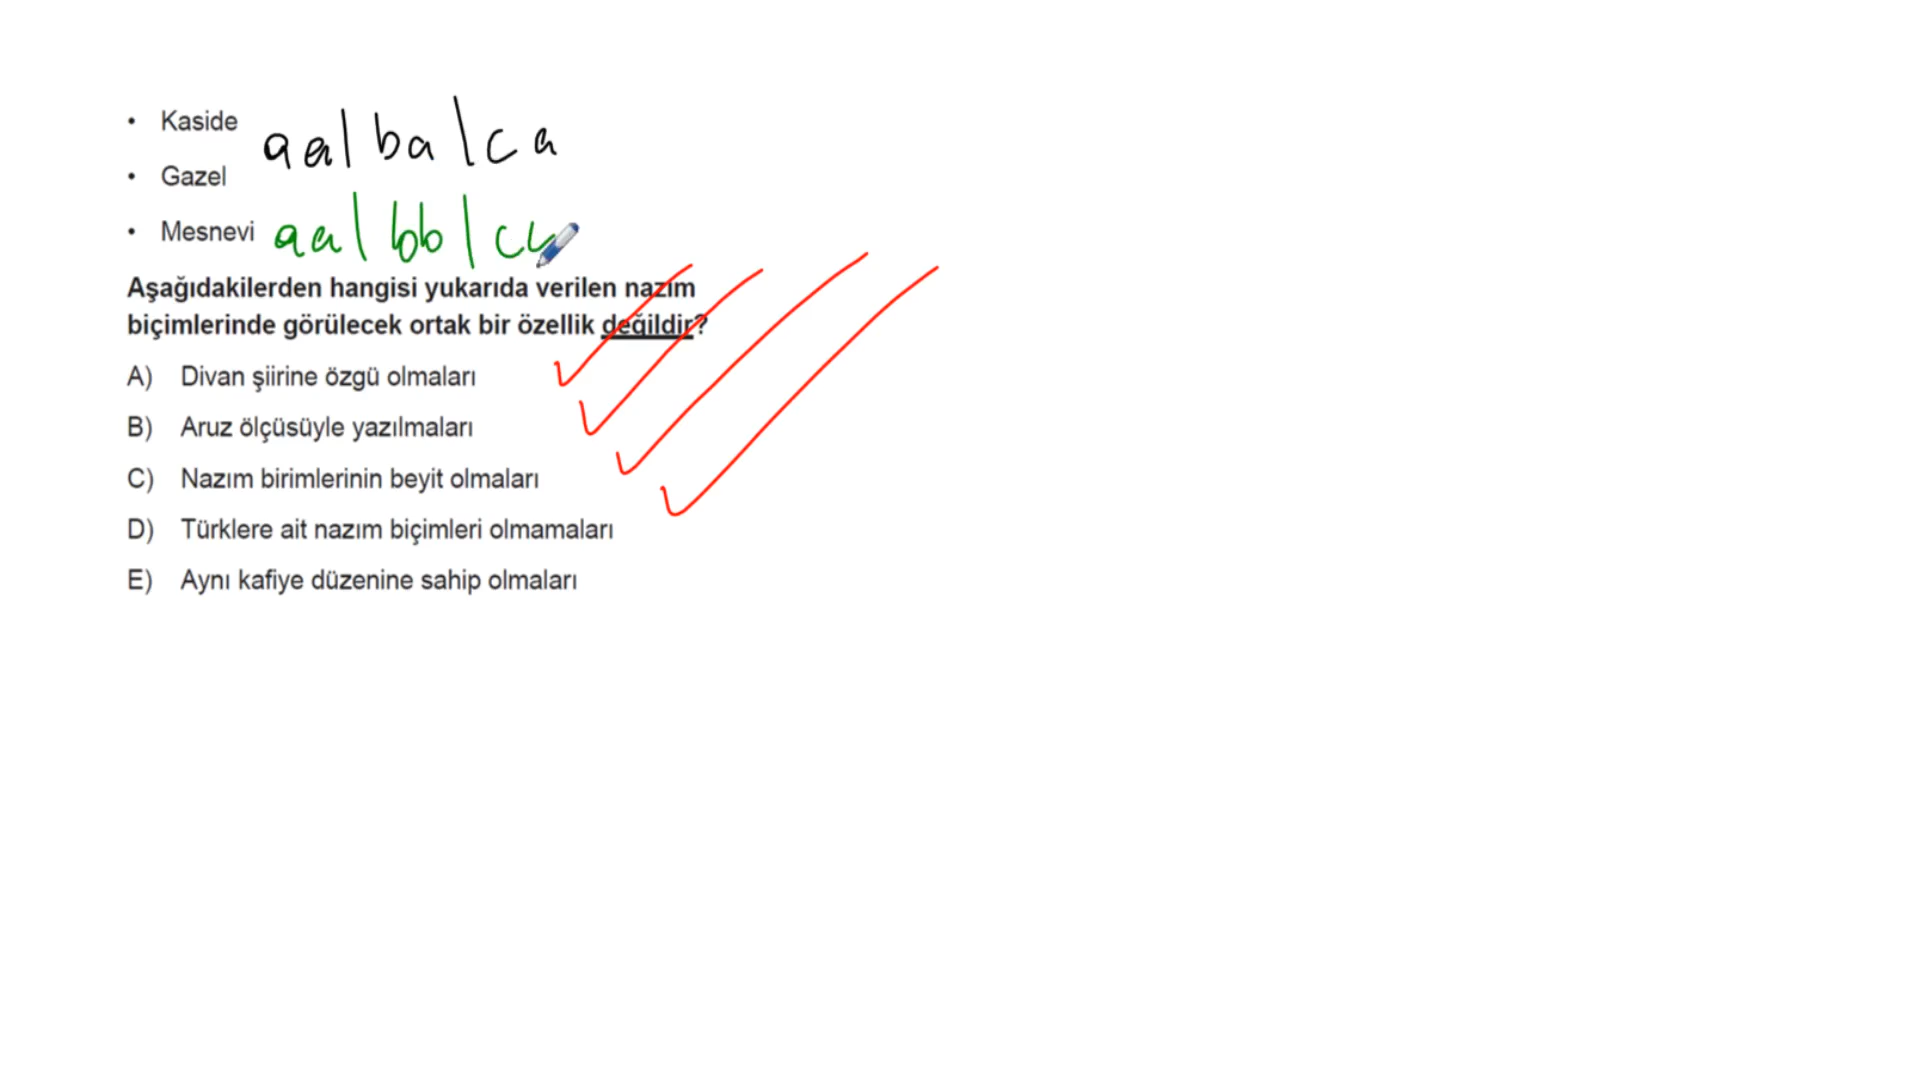 • Kaside
aa|ba|ca
• Gazel
• Mesnevi aa|bb|cc
Aşağıdakilerden hangisi yukarıda verilen nazım
biçimlerinde görülecek ortak bir özellik değildir?
A) Divan şiirine özgü olmaları
B) Aruz ölçüsüyle yazılmaları
C) Nazım birimlerinin beyit olmaları
D) Türklere ait nazım biçimleri olmamaları
E) Aynı kafiye düzenine sahip olmaları